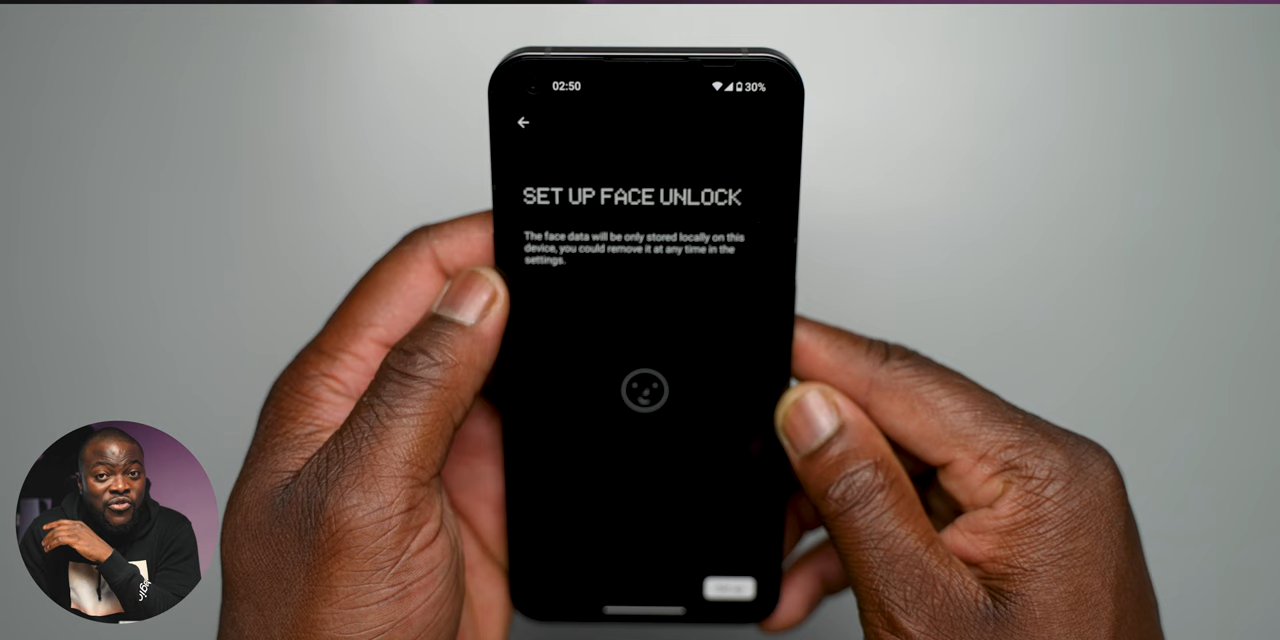 02:50
30%
SET UP FACE UNLOCK
The face data will be only stored locally on this
device, you could remove it at any time in the
settings.